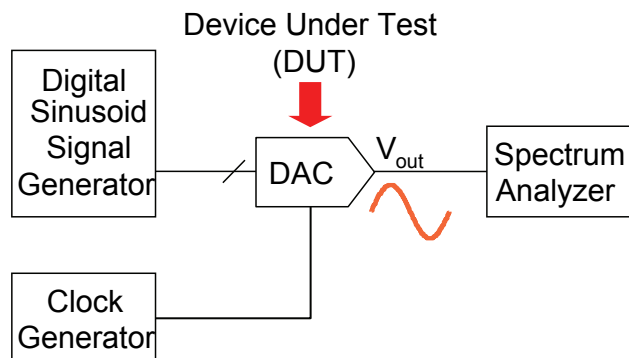 Device Under Test
(DUT)
Digital
Sinusoid
Signal
Generator
DAC
Vout
Spectrum
Analyzer
Clock
Generator